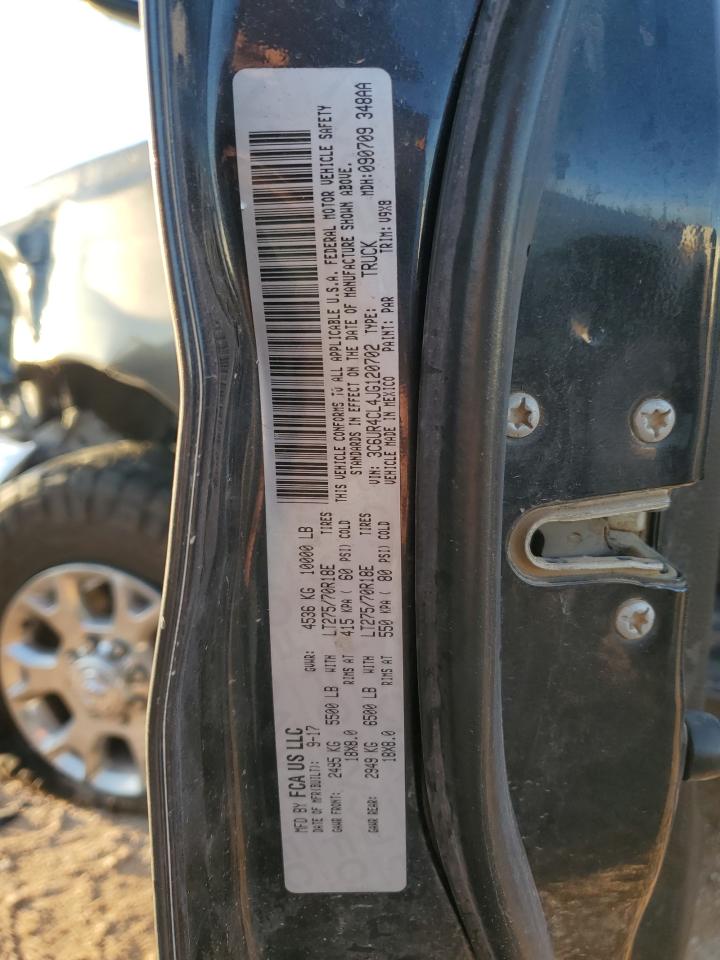 MFD BY FCA US LLC
DATE OF MFR(BUILT): 9-17 GVWR: 4536 KG 10000 LB
GAWR FRONT: 2495 KG 5500 LB WITH LT275/70R18E TIRES
18X8.0 RIMS AT 415 KPA ( 60 PSI) COLD
GAWR REAR: 2949 KG 6500 LB WITH LT275/70R18E TIRES
18X8.0 RIMS AT 550 KPA ( 80 PSI) COLD
THIS VEHICLE CONFORMS TO ALL APPLICABLE U.S.A. FEDERAL MOTOR VEHICLE SAFETY
STANDARDS IN EFFECT ON THE DATE OF MANUFACTURE SHOWN ABOVE.
VIN: 3C6UR4CL4JG120702 TYPE: TRUCK MDH:090709 348AA
VEHICLE MADE IN MEXICO PAINT: PAR TRIM: V9X8